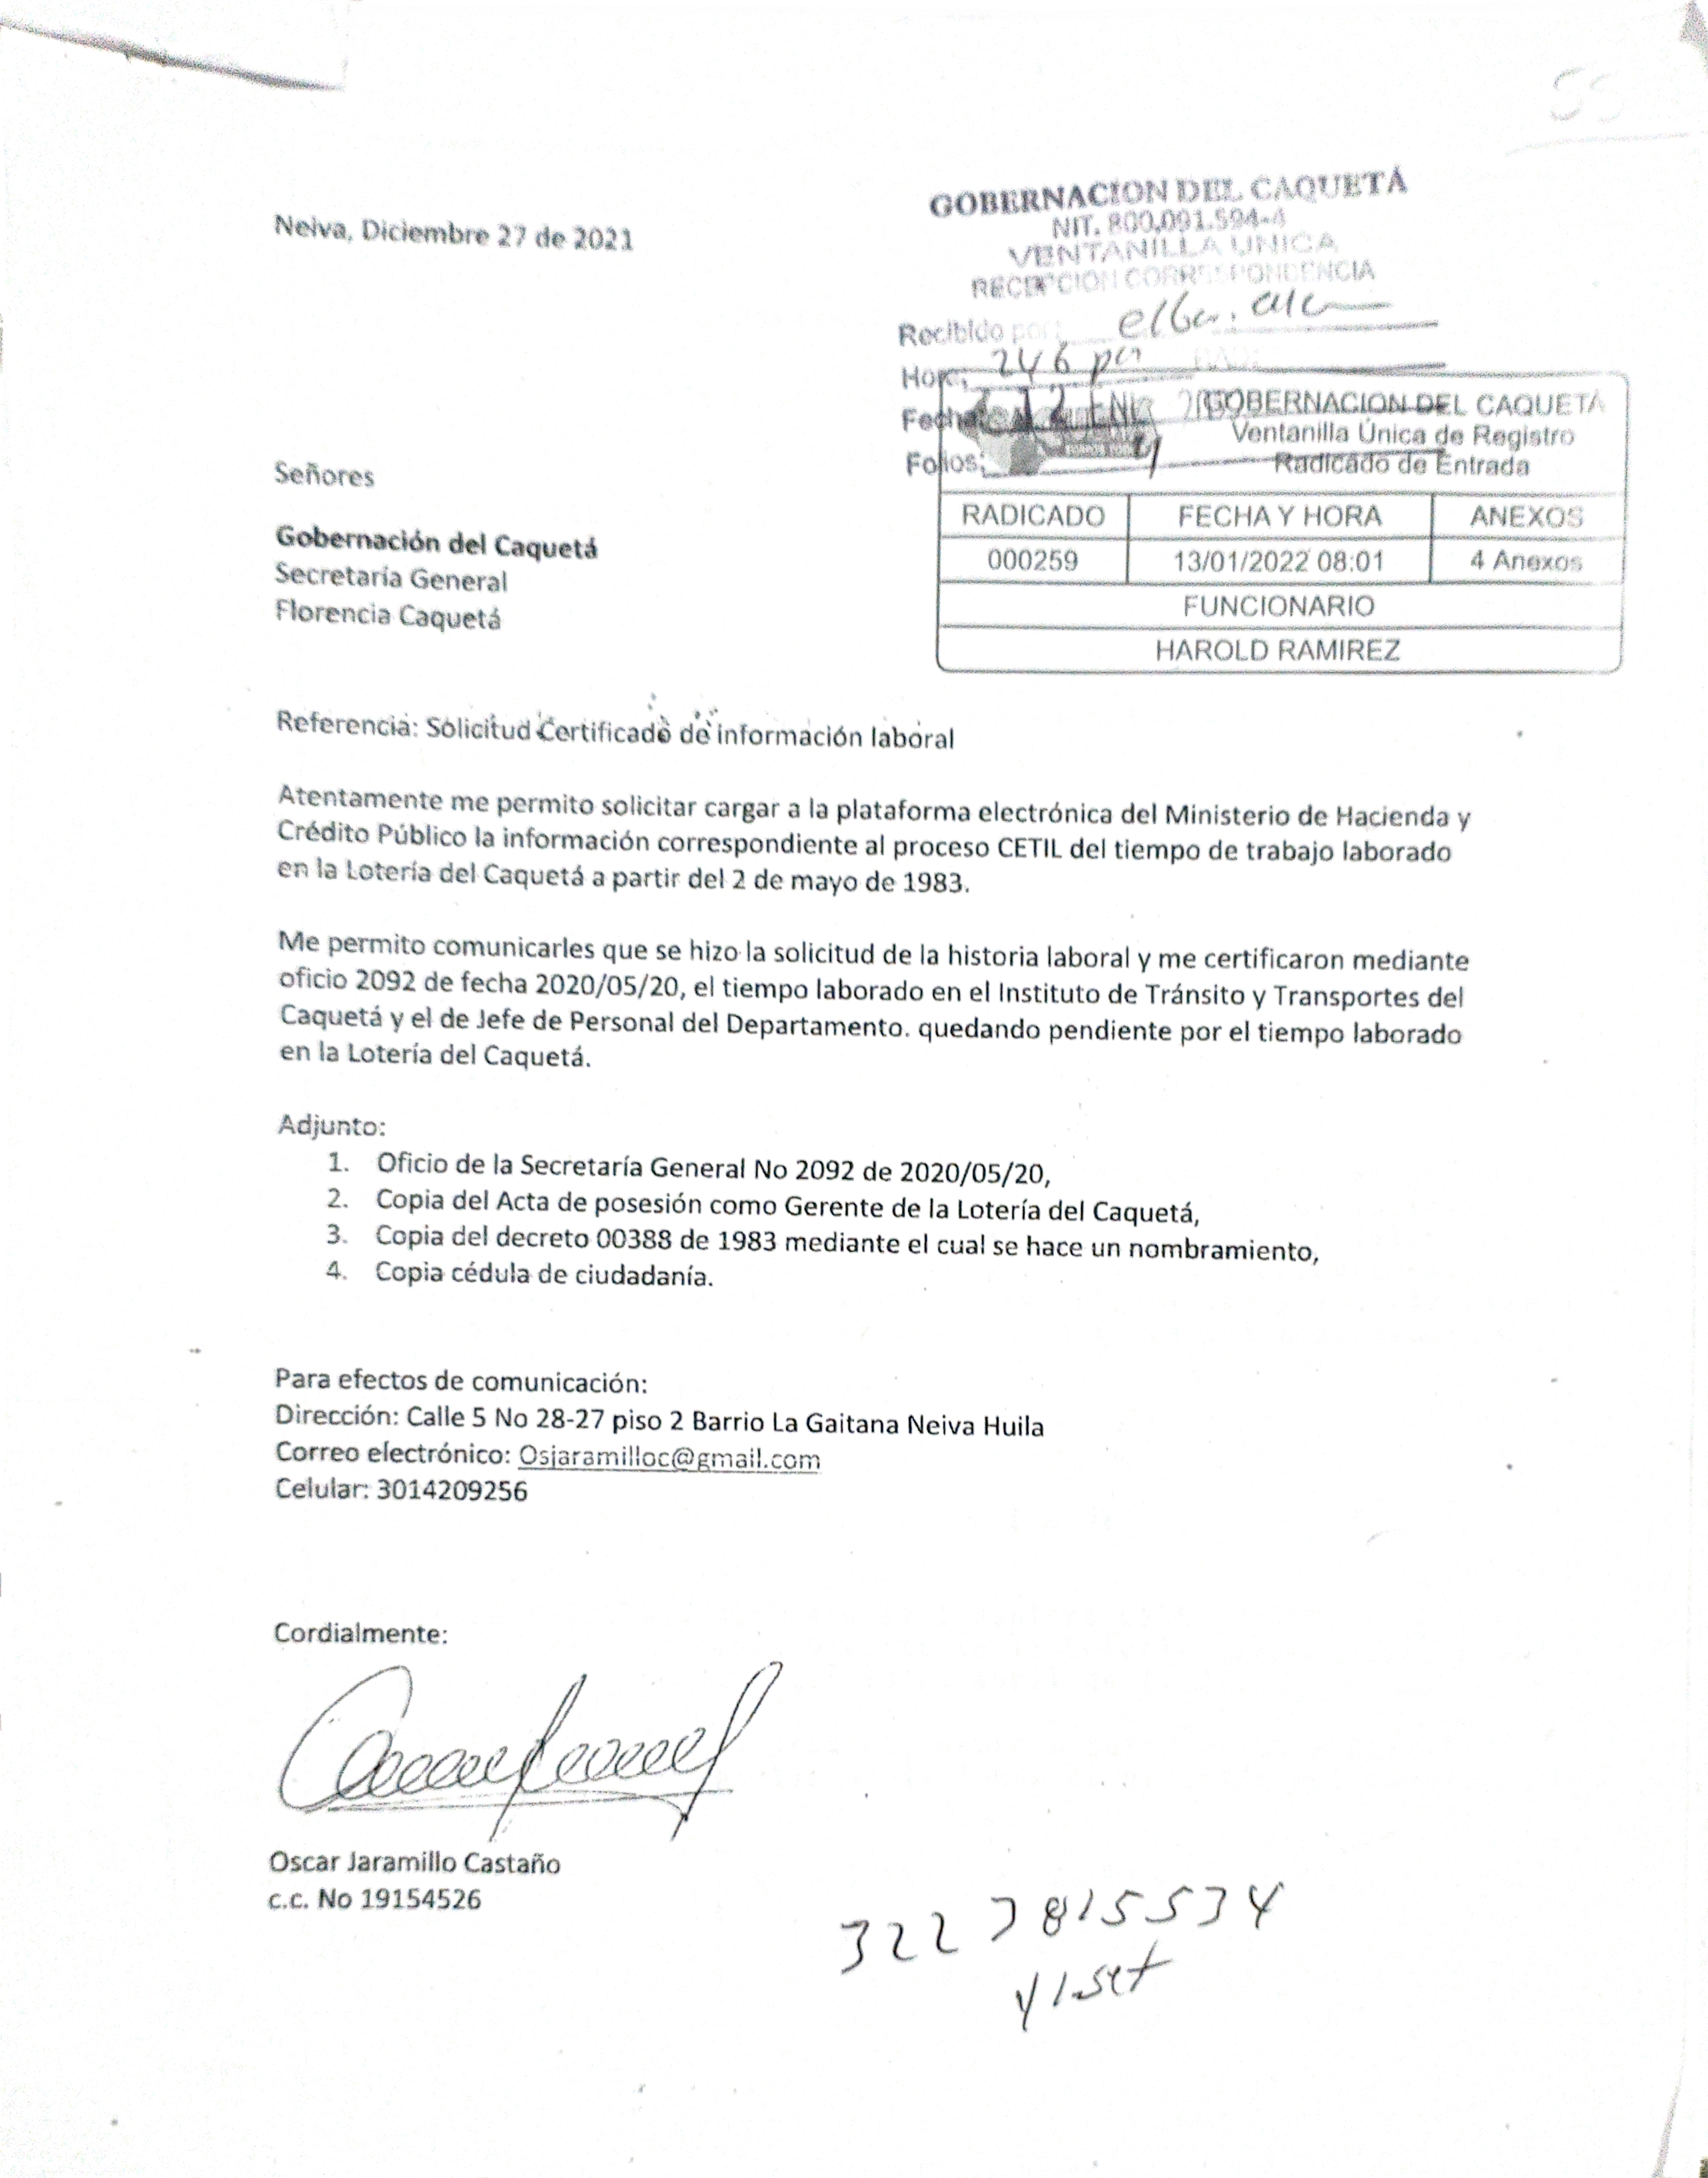 Neiva, Diciembre 27 de 2021
GOBERNACION DEL CAQUETÁ
NIT. 800,091.594-4
VENTANILLA UNICA
RECEPCION CORRESPONDENCIA
Recibido por:
Hora: 246 pm
Fecha: 12 ENE
Folios: 4
GOBERNACION DEL CAQUETÁ
Ventanilla Única de Registro
Radicado de Entrada
RADICADO FECHA Y HORA ANEXOS
000259 13/01/2022 08:01 4 Anexos
FUNCIONARIO
HAROLD RAMIREZ
Señores
Gobernación del Caquetá
Secretaría General
Florencia Caquetá
Referencia: Solicitud Certificado de información laboral
Atentamente me permito solicitar cargar a la plataforma electrónica del Ministerio de Hacienda y
Crédito Público la información correspondiente al proceso CETIL del tiempo de trabajo laborado
en la Lotería del Caquetá a partir del 2 de mayo de 1983.
Me permito comunicarles que se hizo la solicitud de la historia laboral y me certificaron mediante
oficio 2092 de fecha 2020/05/20, el tiempo laborado en el Instituto de Tránsito y Transportes del
Caquetá y el de Jefe de Personal del Departamento. quedando pendiente por el tiempo laborado
en la Lotería del Caquetá.
Adjunto:
1. Oficio de la Secretaría General No 2092 de 2020/05/20,
2. Copia del Acta de posesión como Gerente de la Lotería del Caquetá,
3. Copia del decreto 00388 de 1983 mediante el cual se hace un nombramiento,
4. Copia cédula de ciudadanía.
Para efectos de comunicación:
Dirección: Calle 5 No 28-27 piso 2 Barrio La Gaitana Neiva Huila
Correo electrónico: Osjaramilloc@gmail.com
Celular: 3014209256
Cordialmente:
Oscar Jaramillo Castaño
c.c. No 19154526
322 7815534